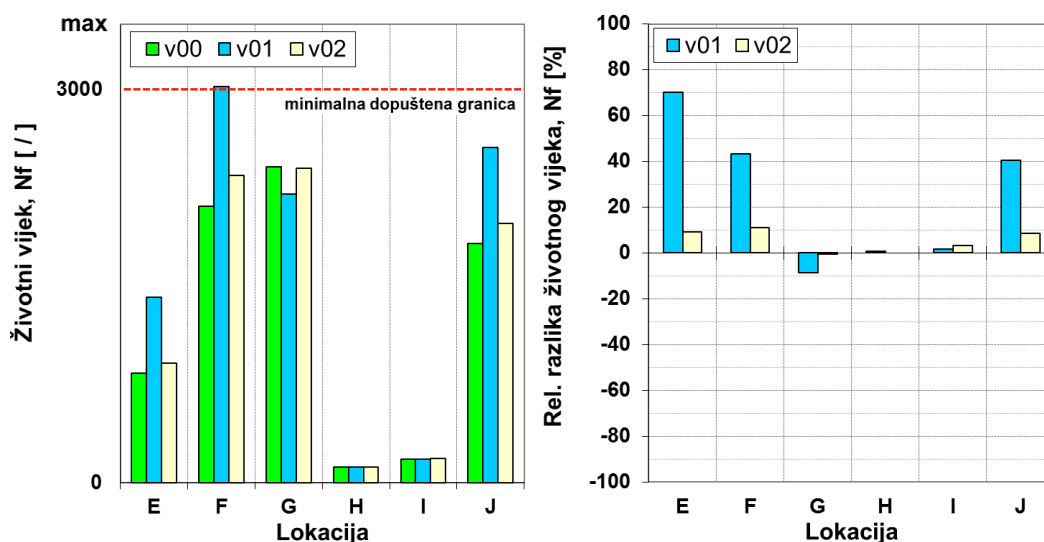 max
v00 v01 v02
3000
minimalna dopuštena granica
Životni vijek, Nf [ / ]
0
E F G H I J
Lokacija
100
v01 v02
80
60
40
20
0
-20
-40
-60
-80
-100
Rel. razlika životnog vijeka, Nf [%]
E F G H I J
Lokacija